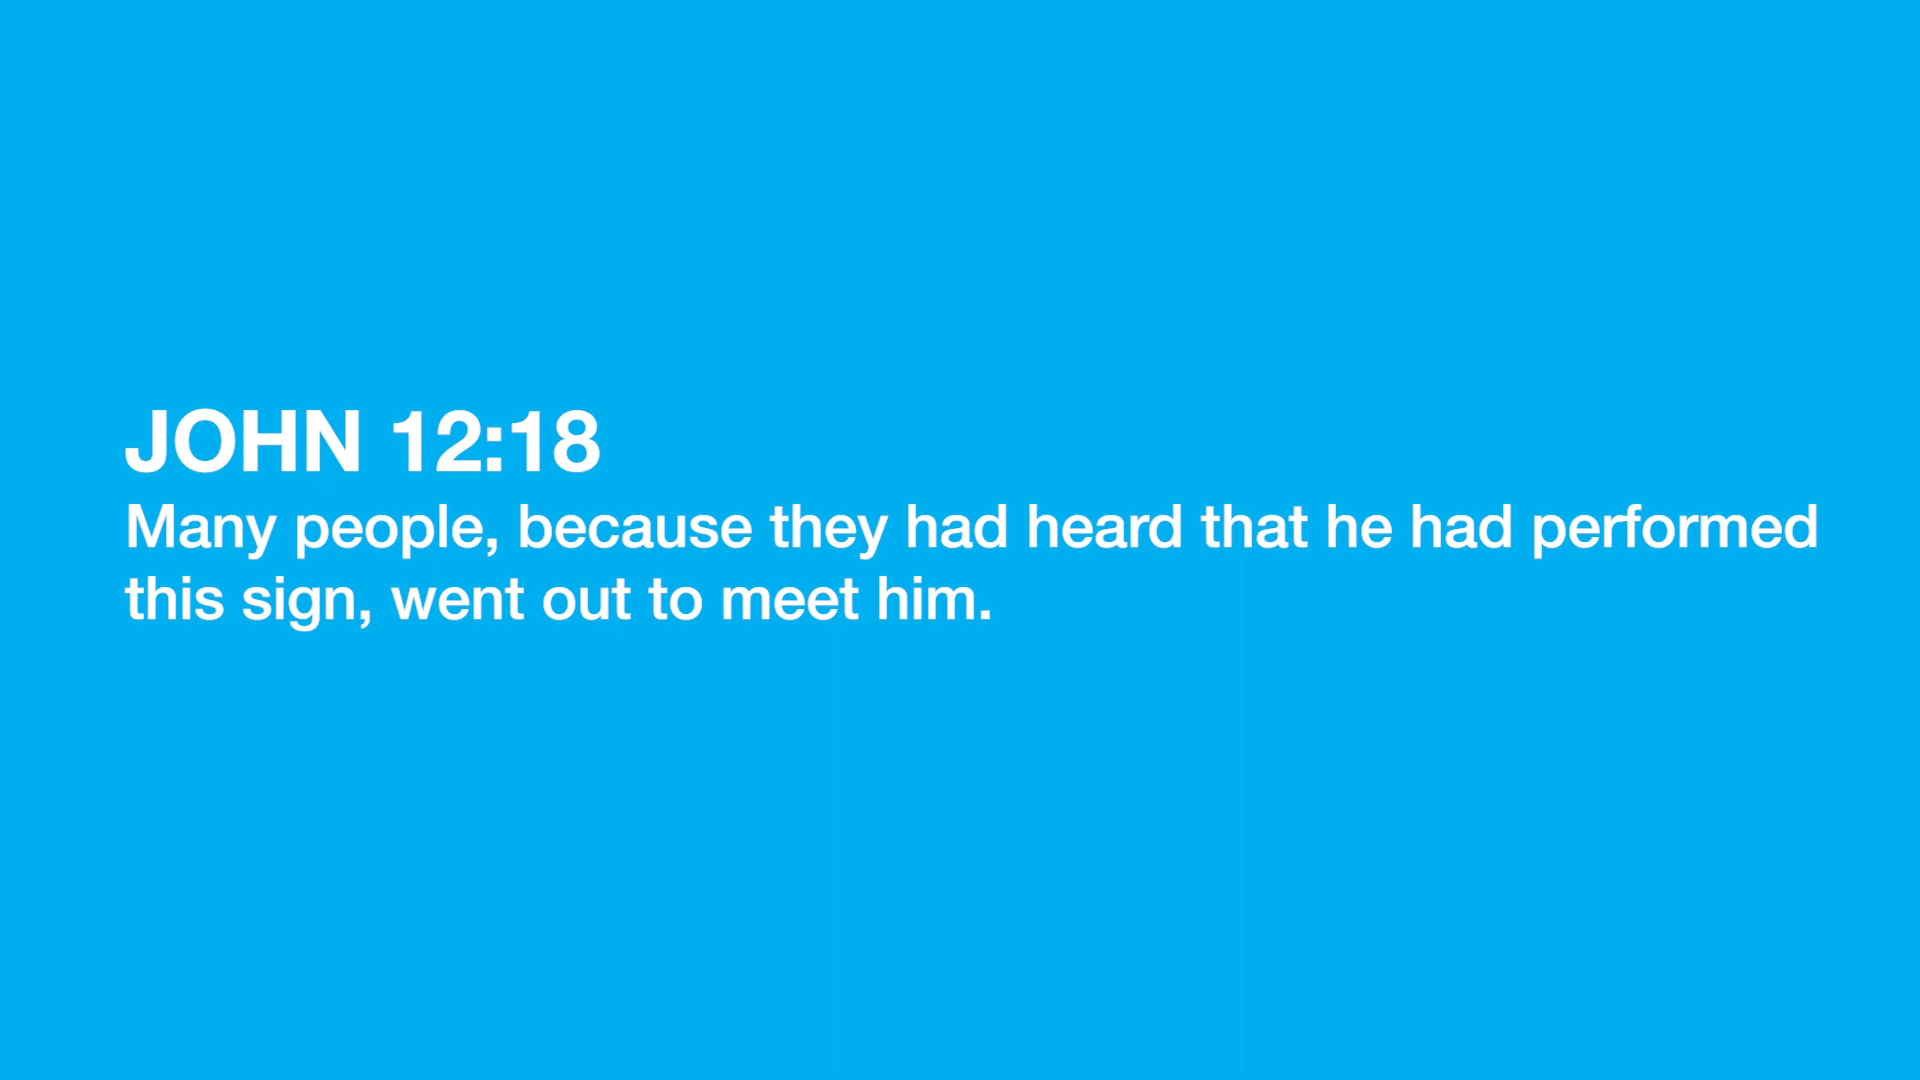 JOHN 12:18
Many people, because they had heard that he had performed
this sign, went out to meet him.